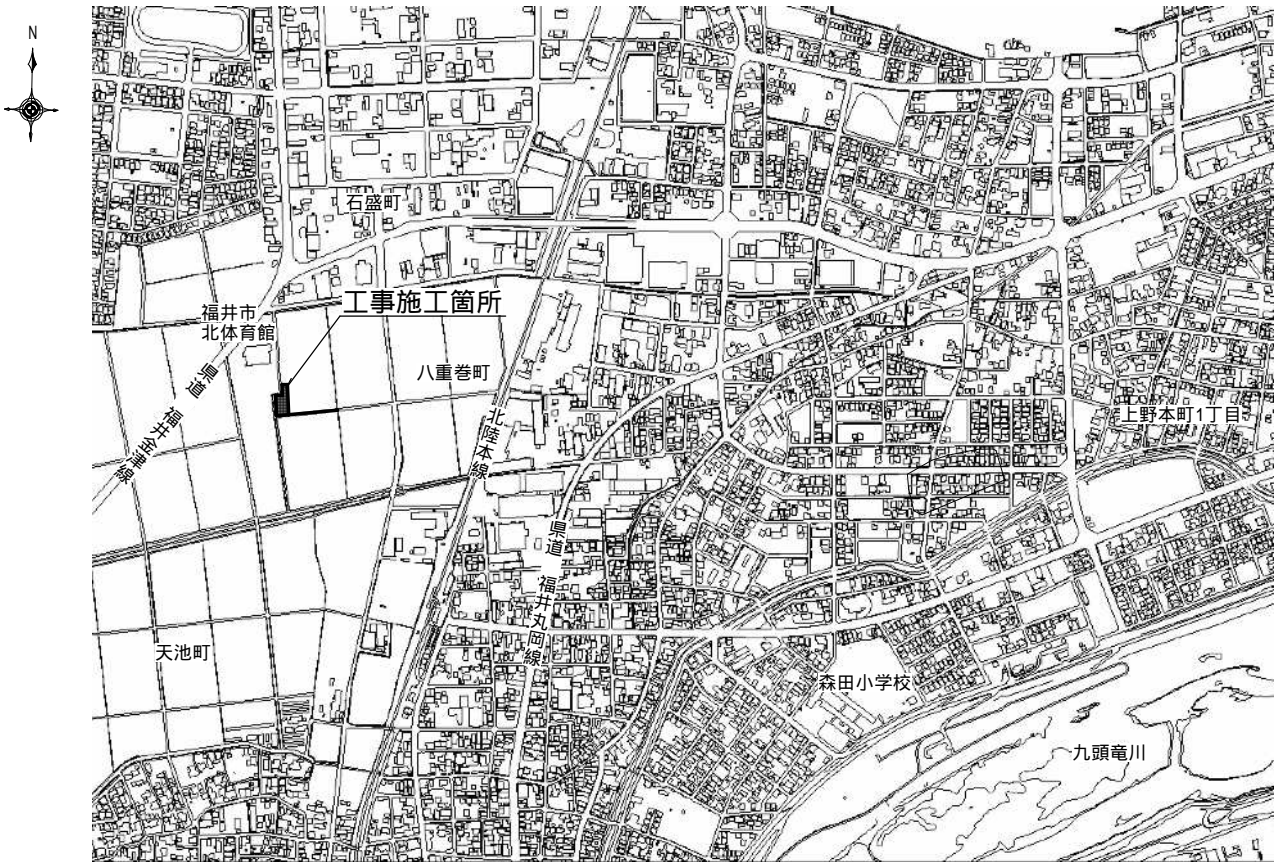 N
石盛町
工事施工箇所
福井市
北体育館
八重巻町
県道 福井金津線
北陸本線
上野本町1丁目
県道 福井丸岡線
天池町
森田小学校
九頭竜川